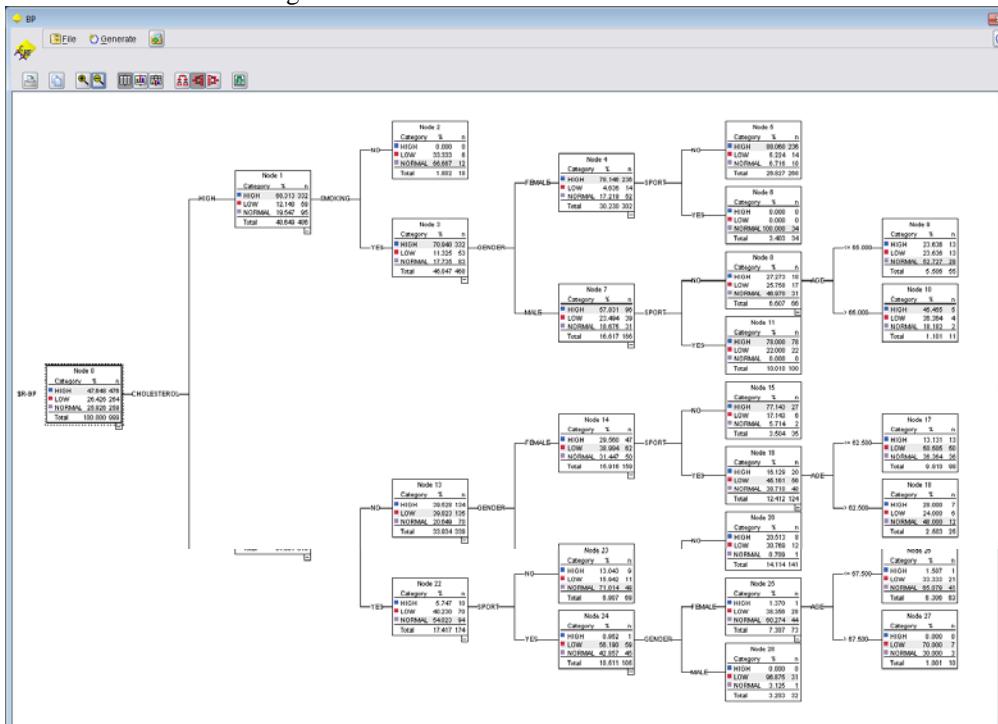 BP
File Generate
$R-BP
Node 0
Category % n
HIGH 47.648 476
LOW 26.426 264
NORMAL 25.926 259
Total 100.000 999
CHOLESTEROL
HIGH
Node 1
Category % n
HIGH 68.313 332
LOW 12.140 59
NORMAL 19.547 95
Total 48.649 486
SMOKING
NO
Node 2
Category % n
HIGH 0.000 0
LOW 33.333 6
NORMAL 66.667 12
Total 1.802 18
YES
Node 3
Category % n
HIGH 70.940 332
LOW 11.325 53
NORMAL 17.735 83
Total 46.847 468
GENDER
FEMALE
Node 4
Category % n
HIGH 78.146 236
LOW 4.636 14
NORMAL 17.219 52
Total 30.230 302
SPORT
NO
Node 5
Category % n
HIGH 88.060 236
LOW 5.224 14
NORMAL 6.716 18
Total 26.827 268
YES
Node 6
Category % n
HIGH 0.000 0
LOW 0.000 0
NORMAL 100.000 34
Total 3.403 34
MALE
Node 7
Category % n
HIGH 57.831 96
LOW 23.494 39
NORMAL 18.675 31
Total 16.617 166
SPORT
NO
Node 8
Category % n
HIGH 27.273 18
LOW 25.758 17
NORMAL 46.970 31
Total 6.607 66
AGE
<= 66.000
Node 9
Category % n
HIGH 23.636 13
LOW 23.636 13
NORMAL 52.727 29
Total 5.506 55
> 66.000
Node 10
Category % n
HIGH 45.455 5
LOW 36.364 4
NORMAL 18.182 2
Total 1.101 11
YES
Node 11
Category % n
HIGH 78.000 78
LOW 22.000 22
NORMAL 0.000 0
Total 10.010 100
NO
Node 13
Category % n
HIGH 39.528 134
LOW 39.823 135
NORMAL 20.649 70
Total 33.934 339
GENDER
FEMALE
Node 14
Category % n
HIGH 29.560 47
LOW 38.994 62
NORMAL 31.447 50
Total 15.916 159
SPORT
NO
Node 15
Category % n
HIGH 77.143 27
LOW 17.143 6
NORMAL 5.714 2
Total 3.504 35
YES
Node 16
Category % n
HIGH 16.129 20
LOW 45.161 56
NORMAL 38.710 48
Total 12.412 124
AGE
<= 62.500
Node 17
Category % n
HIGH 13.131 13
LOW 50.505 50
NORMAL 36.364 36
Total 9.910 99
> 62.500
Node 18
Category % n
HIGH 28.000 7
LOW 24.000 6
NORMAL 48.000 12
Total 2.503 25
NO
Node 20
Category % n
HIGH 20.513 8
LOW 30.769 12
NORMAL
Total 14.114 141
YES
Node 22
Category % n
HIGH 5.747 10
LOW 40.230 70
NORMAL 54.023 94
Total 17.417 174
SPORT
NO
Node 23
Category % n
HIGH 13.043 9
LOW 15.942 11
NORMAL 71.014 49
Total 6.907 69
YES
Node 24
Category % n
HIGH 0.952 1
LOW 56.190 59
NORMAL 42.857 45
Total 10.511 105
GENDER
FEMALE
Node 25
Category % n
HIGH 1.370 1
LOW 38.356 28
NORMAL 60.274 44
Total 7.307 73
AGE
<= 67.500
Node 26
Category % n
HIGH 1.587 1
LOW 33.333 21
NORMAL 65.079 41
Total 6.306 63
> 67.500
Node 27
Category % n
HIGH 0.000 0
LOW 70.000 7
NORMAL 30.000 3
Total 1.001 10
MALE
Node 28
Category % n
HIGH 0.000 0
LOW 96.875 31
NORMAL 3.125 1
Total 3.203 32